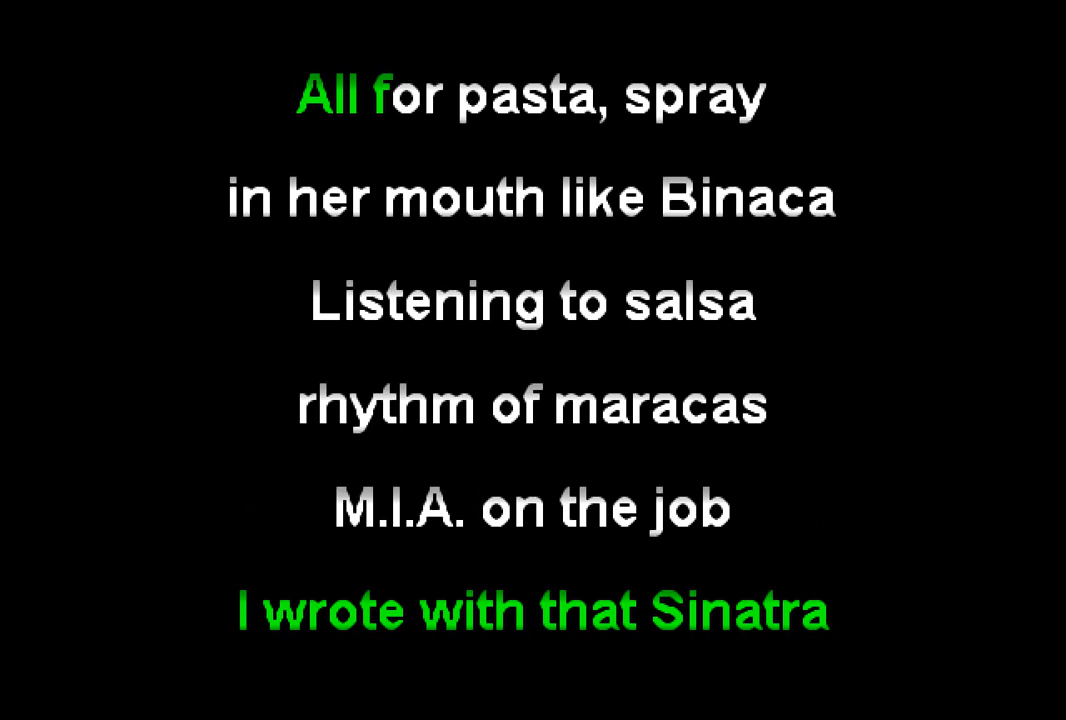 All for pasta, spray
in her mouth like Binaca
Listening to salsa
rhythm of maracas
M.I.A. on the job
I wrote with that Sinatra